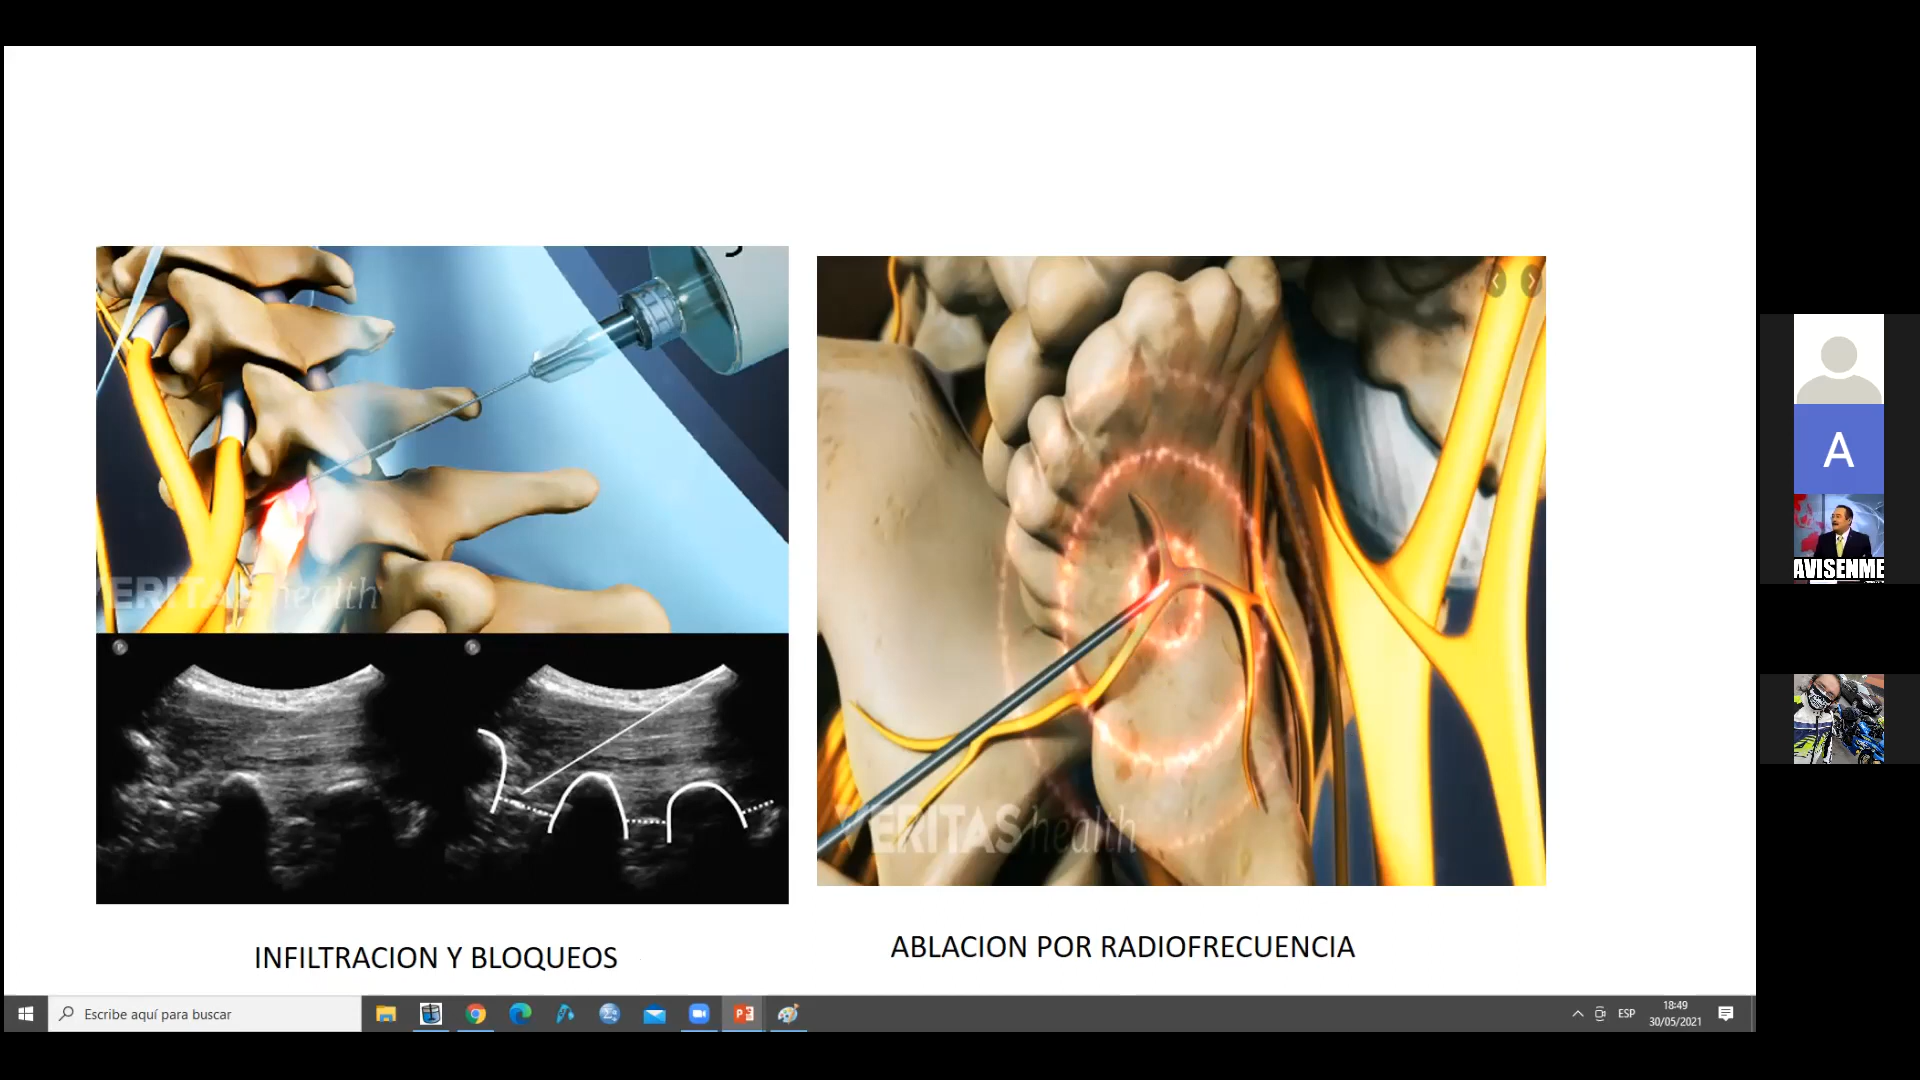 VERITAS health
VERITAS health
INFILTRACION Y BLOQUEOS
ABLACION POR RADIOFRECUENCIA
A
AVISENME
Escribe aquí para buscar
ESP
18:49
30/05/2021